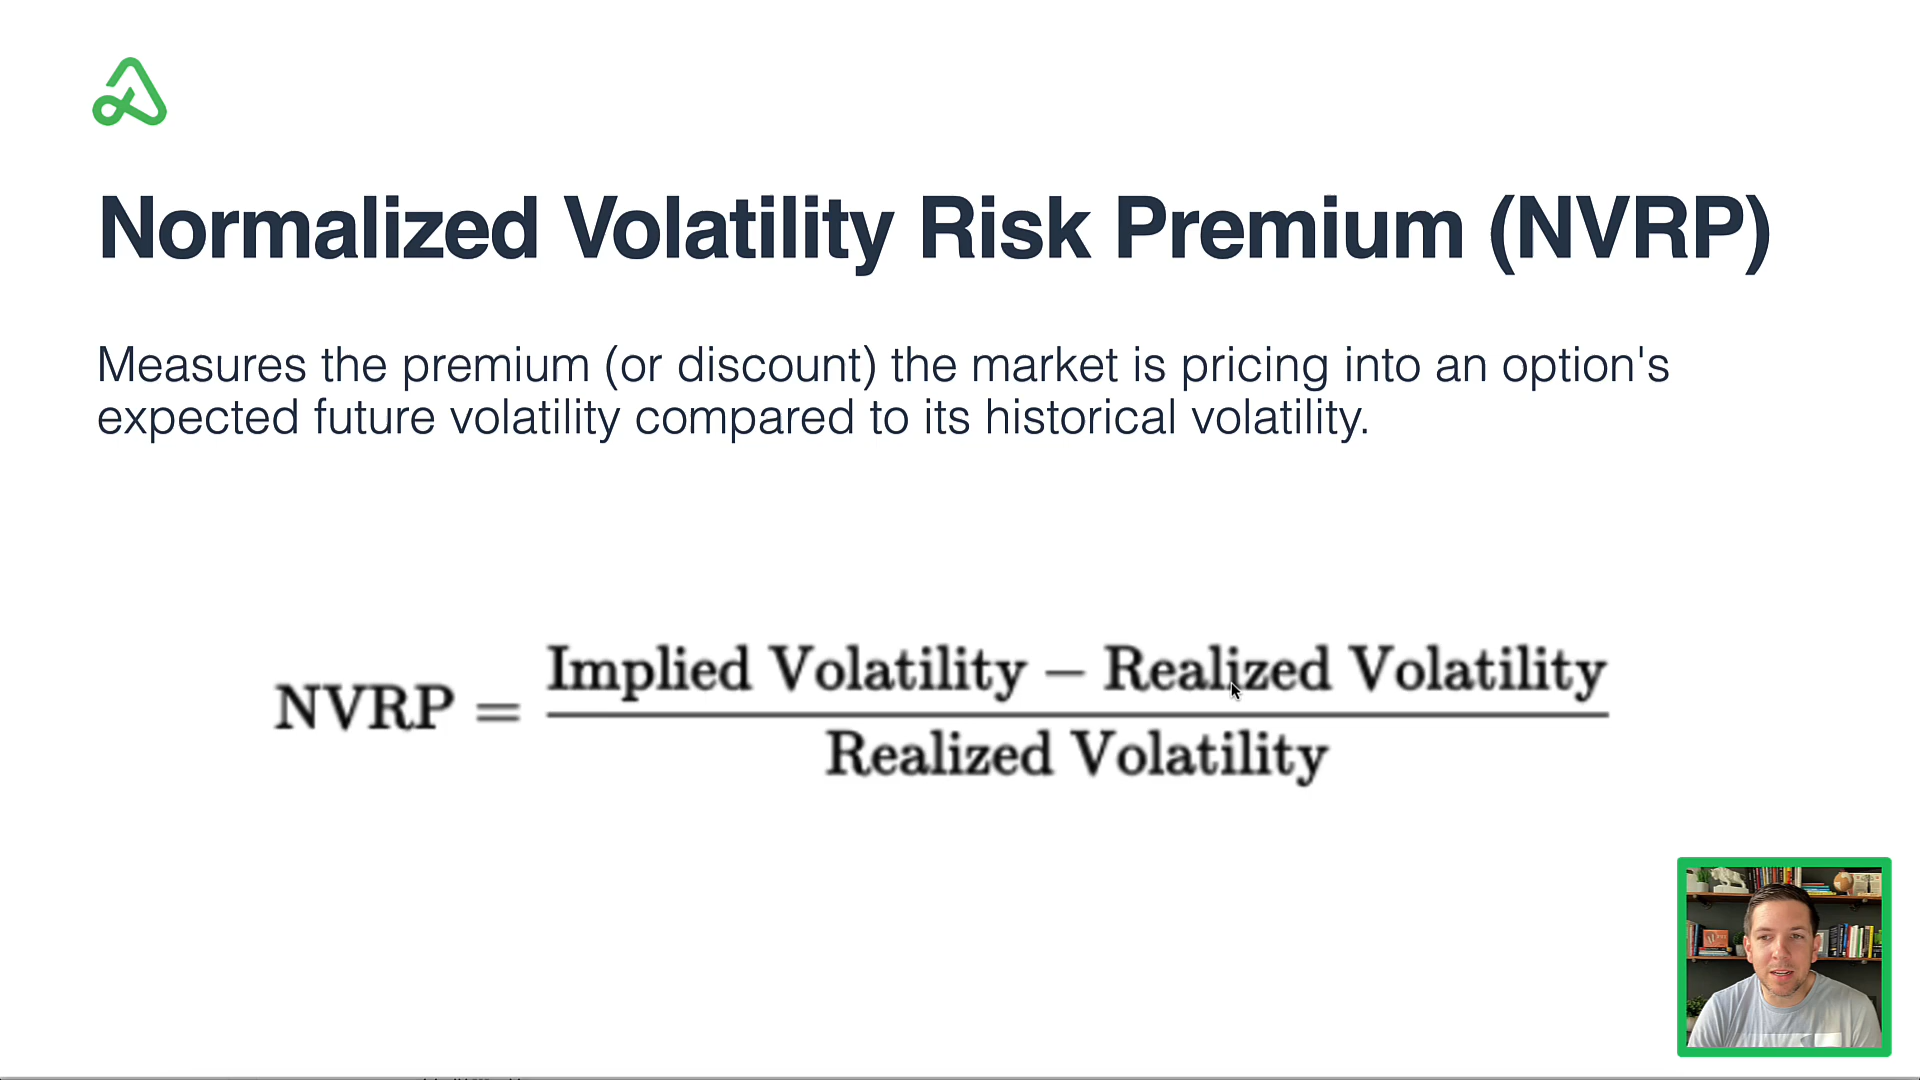 Normalized Volatility Risk Premium (NVRP)
Measures the premium (or discount) the market is pricing into an option's
expected future volatility compared to its historical volatility.
NVRP = (Implied Volatility − Realized Volatility) / Realized Volatility